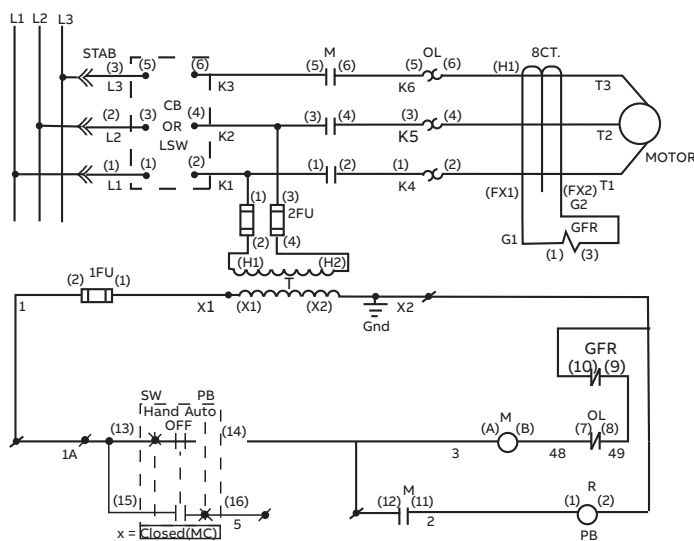 L1 L2 L3
STAB (5) (6) M OL 8CT.
(3) (5) (6) (5) (6) (H1)
L3 K3 K6 T3
CB
(2) (3) (4) (3) (4) (3) (4)
OR
L2 K2 K5 T2
LSW
MOTOR
(1) (1) (2) (1) (2) (1) (2)
L1 K1 K4 T1
(FX1) (FX2)
(1) (3) G2
2FU GFR
(2) (4) G1
(1) (3)
(H1) (H2)
T
1FU
(2) (1)
1 X1 (X1) (X2) X2
Gnd
GFR
(10) (9)
SW PB
Hand Auto M OL
(13) OFF (14) (A) (B) (7) (8)
1A 3 48 49
(15) (16) M R
(12) (11) (1) (2)
5 2 PB
x = Closed(MC)